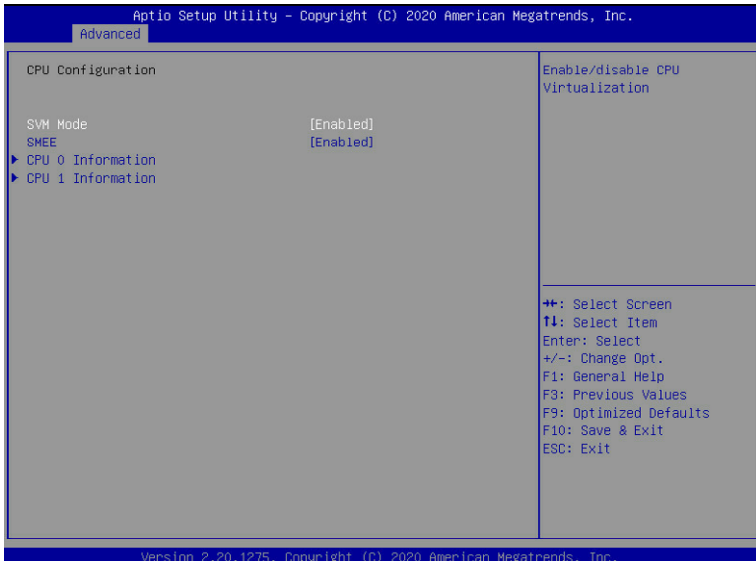 Aptio Setup Utility – Copyright (C) 2020 American Megatrends, Inc.
Advanced
CPU Configuration
SVM Mode [Enabled]
SMEE [Enabled]
CPU 0 Information
CPU 1 Information
Enable/disable CPU
Virtualization
→←: Select Screen
↑↓: Select Item
Enter: Select
+/-: Change Opt.
F1: General Help
F3: Previous Values
F9: Optimized Defaults
F10: Save & Exit
ESC: Exit
Version 2.20.1275. Copyright (C) 2020 American Megatrends, Inc.